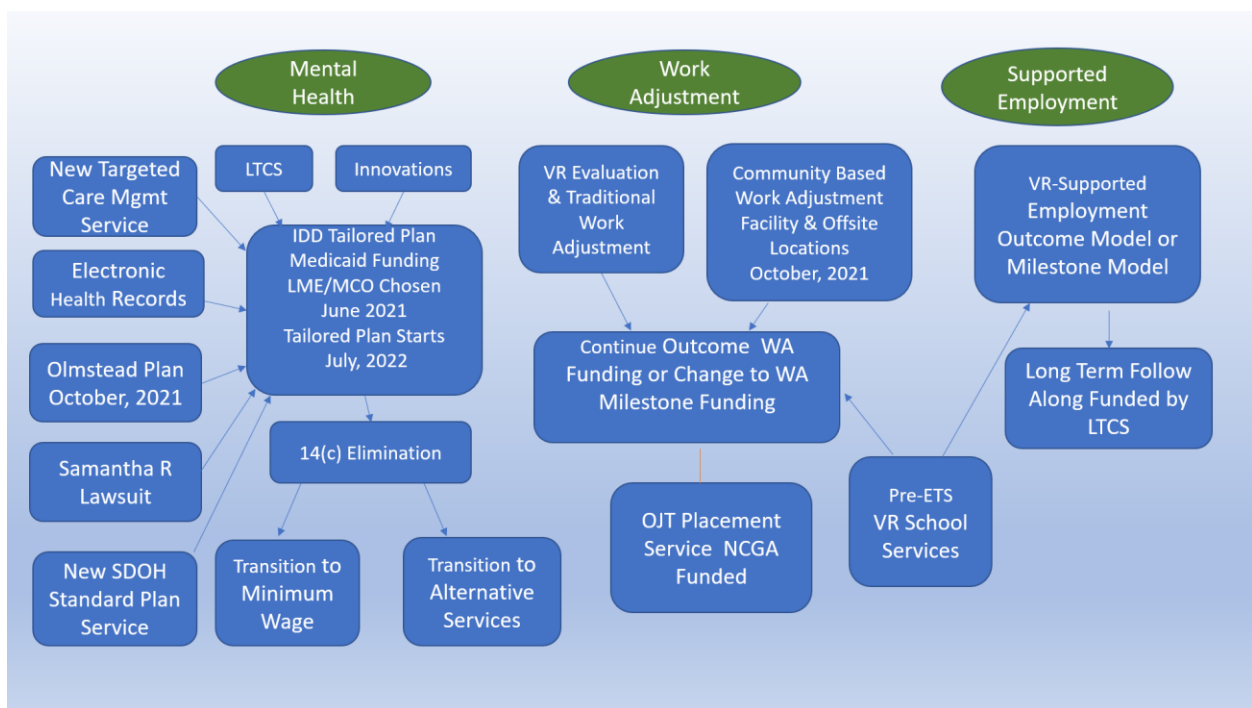 Mental
Health
Work
Adjustment
Supported
Employment
New Targeted
Care Mgmt
Service
LTCS
Innovations
IDD Tailored Plan
Medicaid Funding
LME/MCO Chosen
June 2021
Tailored Plan Starts
July, 2022
Electronic
Health Records
Olmstead Plan
October, 2021
Samantha R
Lawsuit
New SDOH
Standard Plan
Service
14(c) Elimination
Transition to
Minimum
Wage
Transition to
Alternative
Services
VR Evaluation
& Traditional
Work
Adjustment
Community Based
Work Adjustment
Facility & Offsite
Locations
October, 2021
Continue Outcome WA
Funding or Change to WA
Milestone Funding
OJT Placement
Service NCGA
Funded
Pre-ETS
VR School
Services
VR-Supported
Employment
Outcome Model or
Milestone Model
Long Term Follow
Along Funded by
LTCS